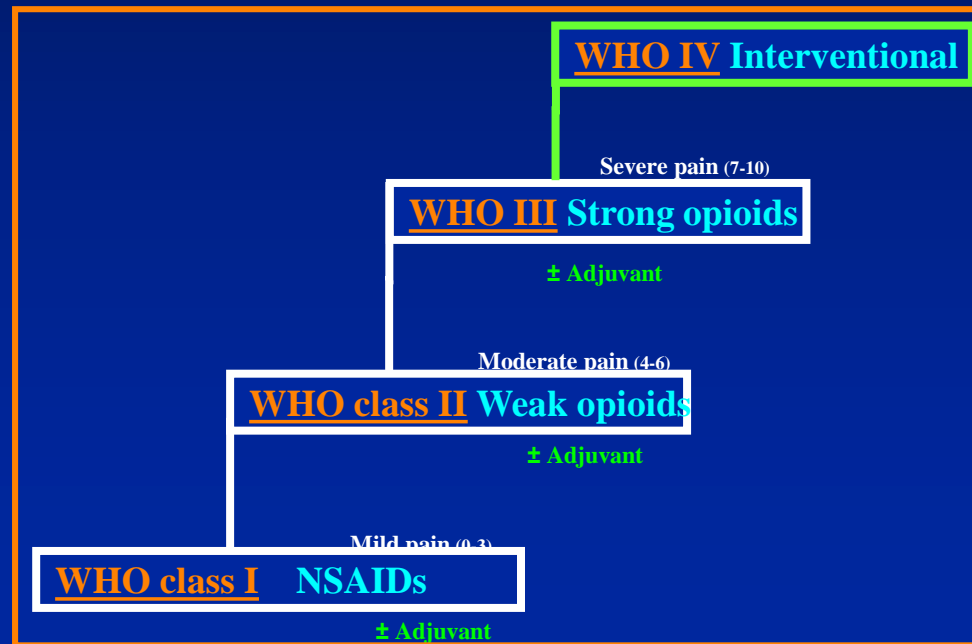 WHO IV Interventional
Severe pain (7-10)
WHO III Strong opioids
± Adjuvant
Moderate pain (4-6)
WHO class II Weak opioids
± Adjuvant
Mild pain (0-3)
WHO class I NSAIDs
± Adjuvant